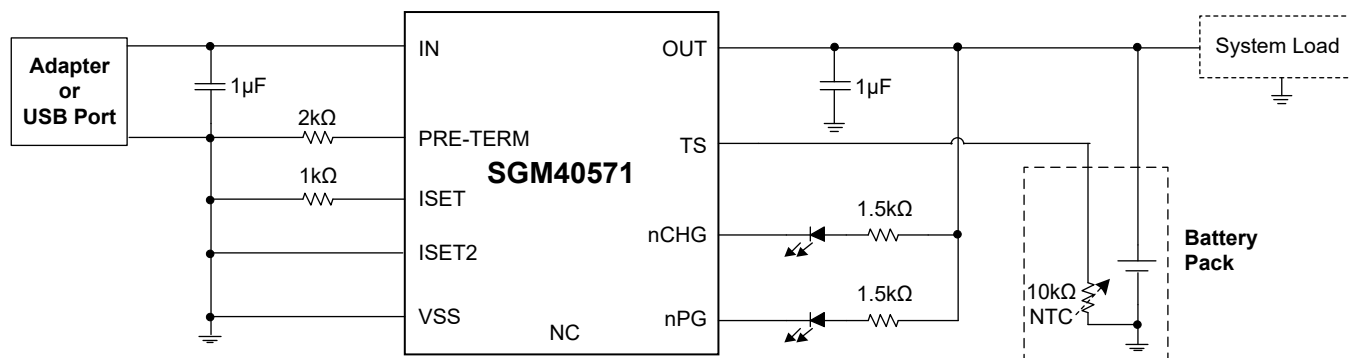 Adapter
or
USB Port
1μF
2kΩ
1kΩ
IN
PRE-TERM
ISET
ISET2
VSS
SGM40571
NC
OUT
TS
nCHG
nPG
1μF
1.5kΩ
1.5kΩ
System Load
10kΩ
NTC
Battery
Pack